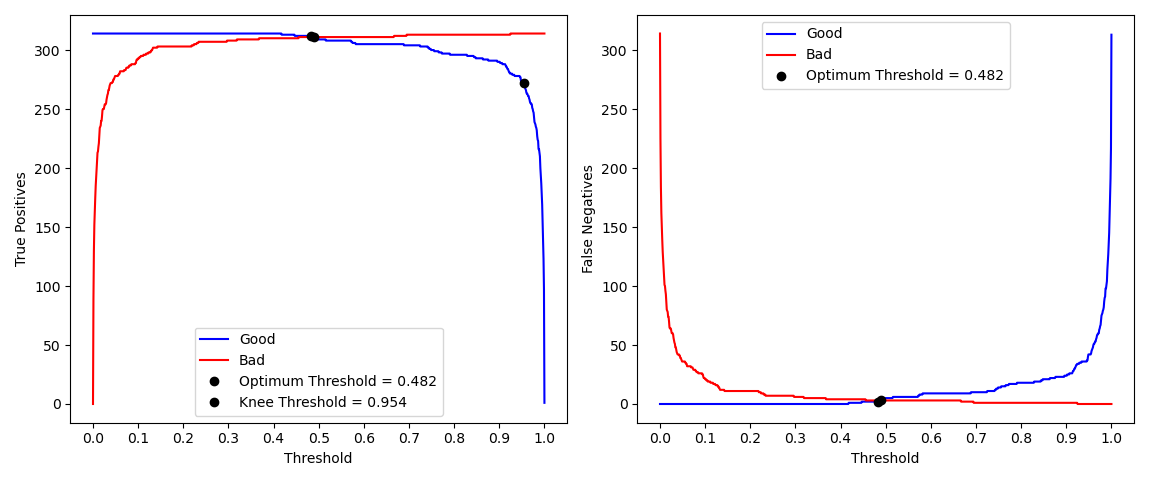 300
250
200
150
100
50
0
True Positives
0.0 0.1 0.2 0.3 0.4 0.5 0.6 0.7 0.8 0.9 1.0
Threshold
Good
Bad
Optimum Threshold = 0.482
Knee Threshold = 0.954
300
250
200
150
100
50
0
False Negatives
0.0 0.1 0.2 0.3 0.4 0.5 0.6 0.7 0.8 0.9 1.0
Threshold
Good
Bad
Optimum Threshold = 0.482